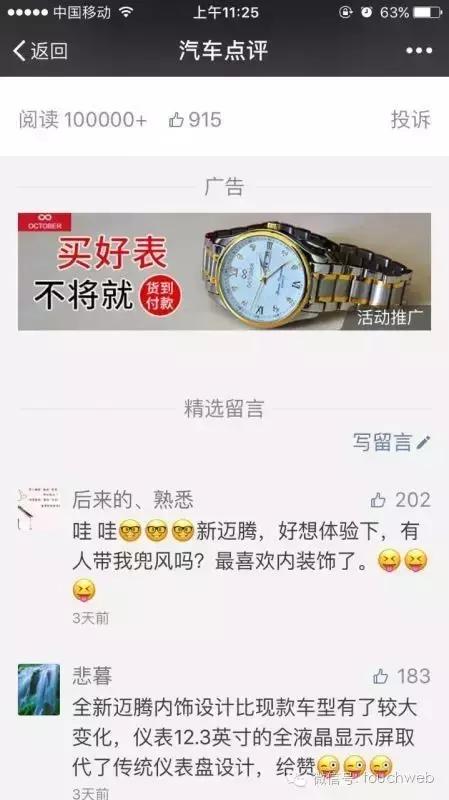 中国移动 上午11:25 63%
返回 汽车点评
阅读 100000+ 915 投诉
广告
OCTOBER
买好表
不将就 货到付款
活动推广
精选留言
写留言
后来的、熟悉 202
哇 哇🤓🤓🤓新迈腾，好想体验下，有
人带我兜风吗？最喜欢内装饰了。😝😝
😝
3天前
悲暮 183
全新迈腾内饰设计比现款车型有了较大
变化，仪表12.3英寸的全液晶显示屏取
代了传统仪表盘设计，给赞😜😜😜
3天前
微信号: touchweb